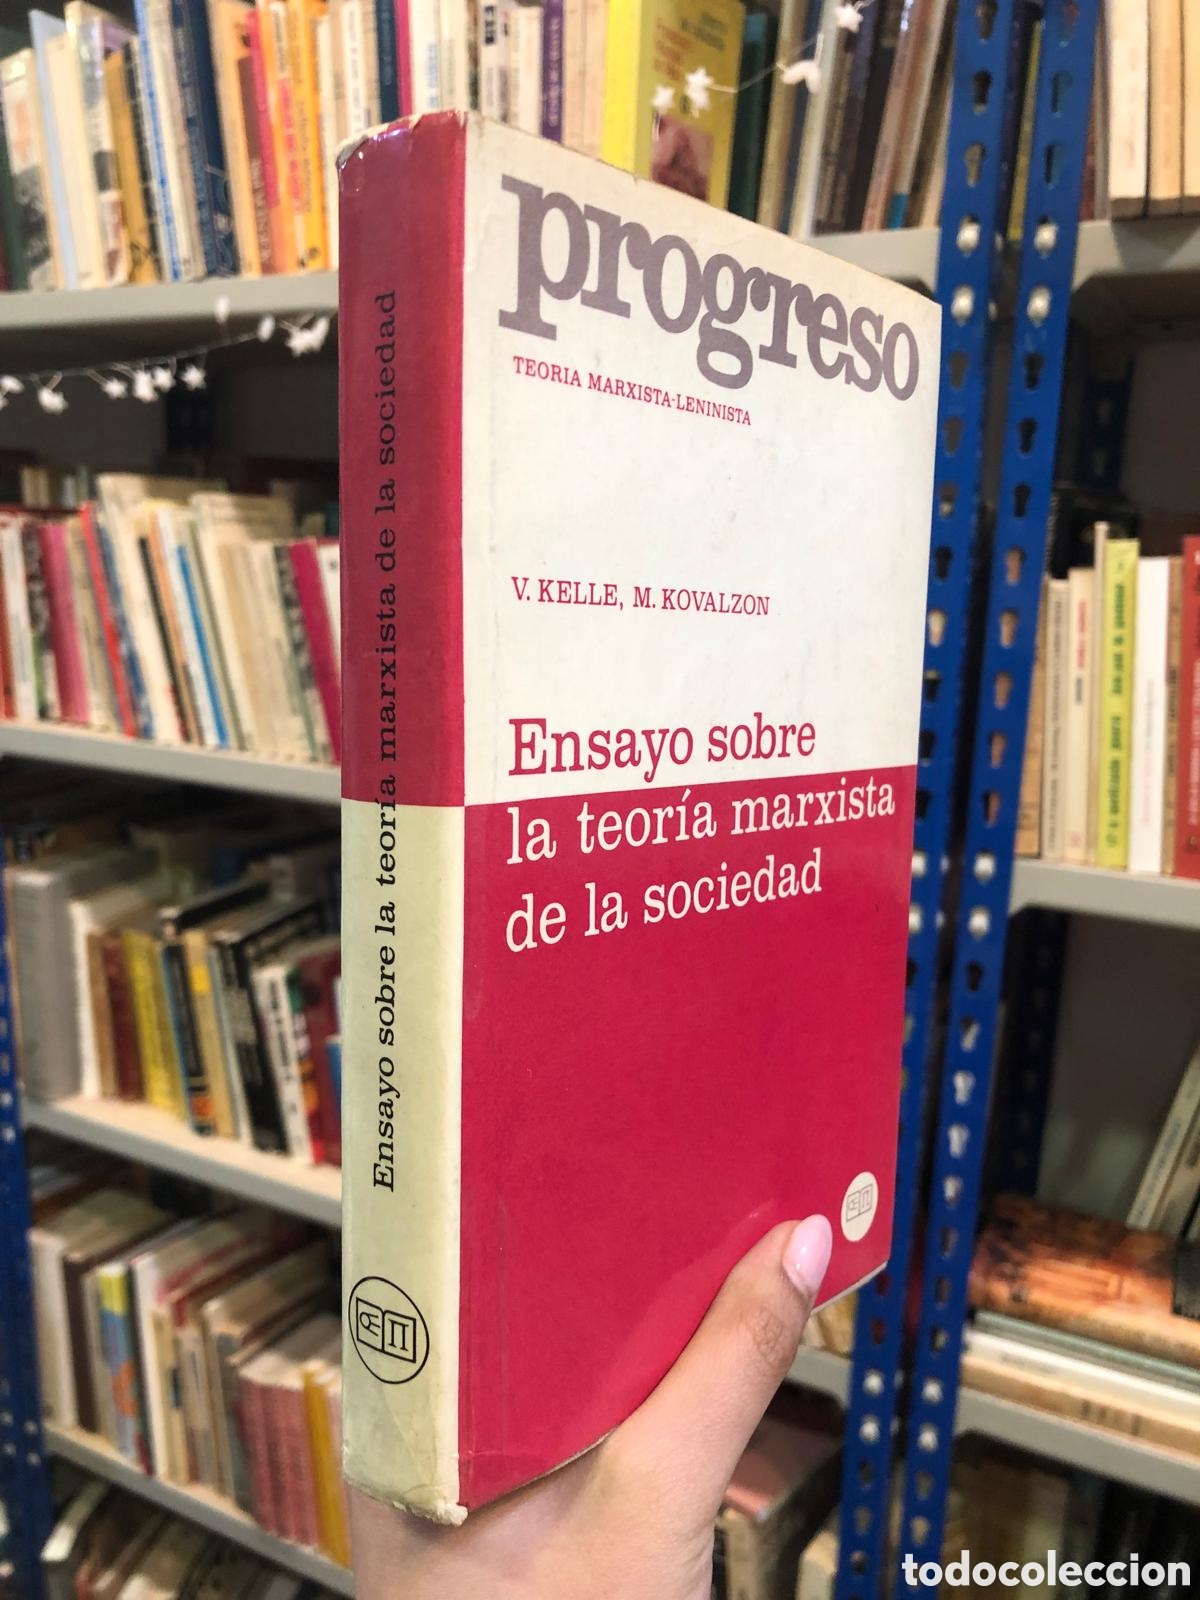 progreso
TEORIA MARXISTA-LENINISTA
V. KELLE, M. KOVALZON
Ensayo sobre
la teoría marxista
de la sociedad
Ensayo sobre la teoría marxista de la sociedad
todocoleccion